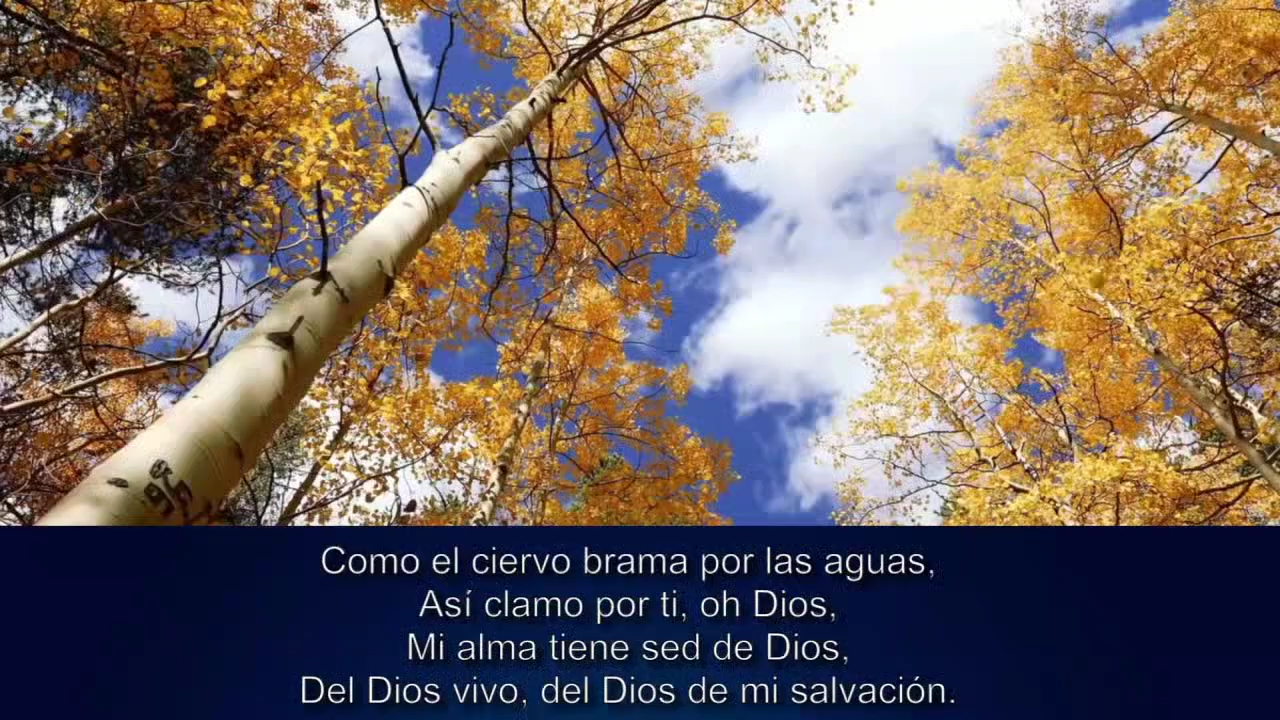 Como el ciervo brama por las aguas,
Así clamo por ti, oh Dios,
Mi alma tiene sed de Dios,
Del Dios vivo, del Dios de mi salvación.